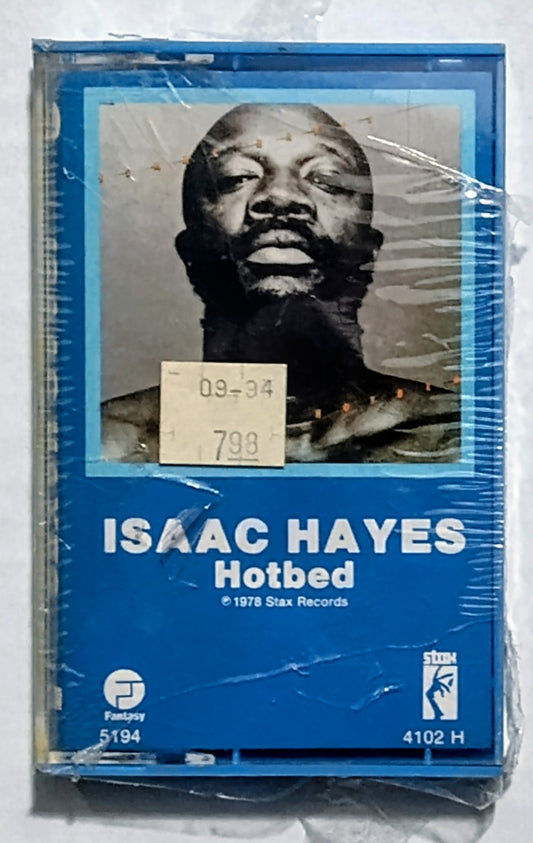 09-94
798
ISAAC HAYES
Hotbed
℗ 1978 Stax Records
Fantasy
5194
stax
4102 H